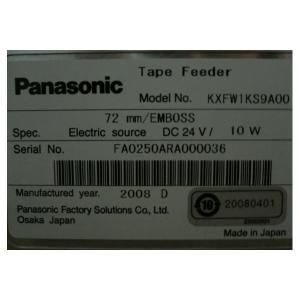 Tape Feeder
Panasonic
Model No. KXFW1KS9A00
72 mm/EMBOSS
Spec. Electric source DC 24 V / 10 W
Serial No. FA0250ARA000036
Manufactured year. 2008 D
Panasonic Factory Solutions Co., Ltd.
Osaka Japan
10 20080401
Made in Japan